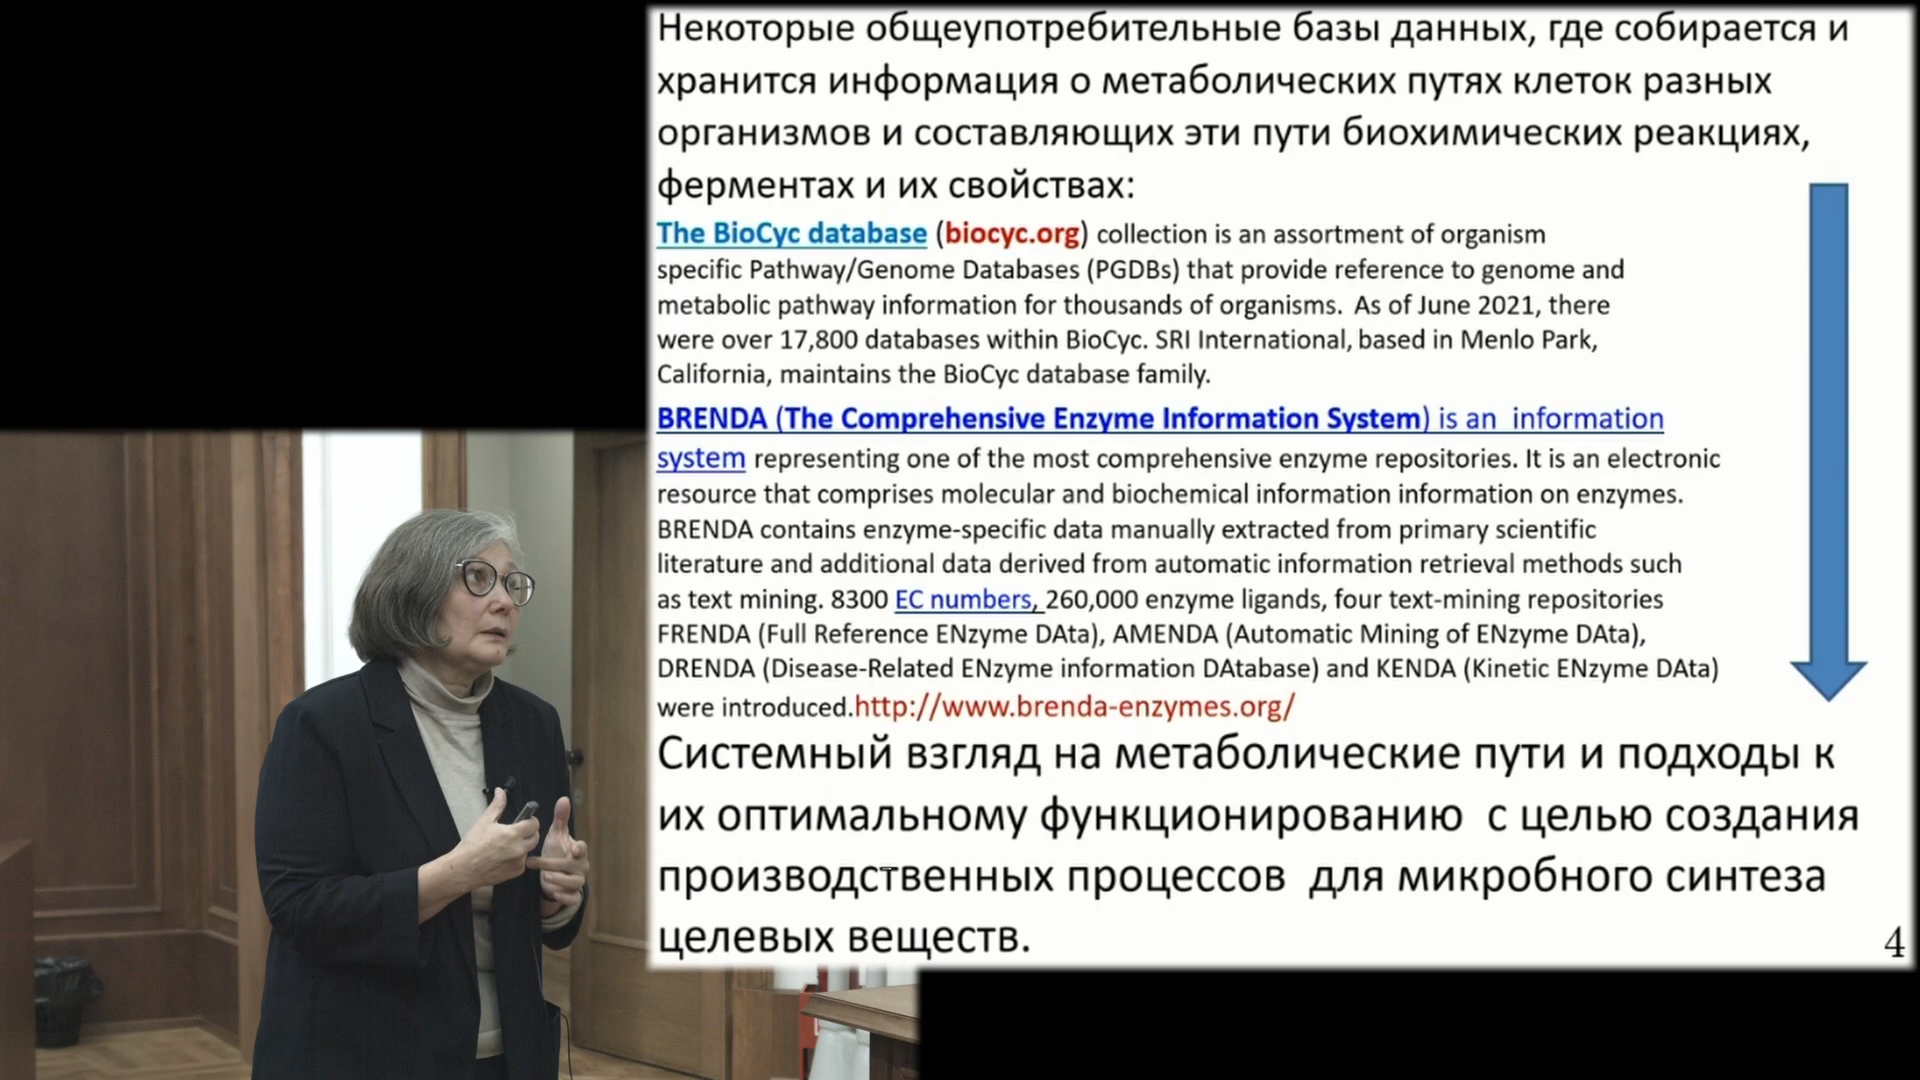 Некоторые общеупотребительные базы данных, где собирается и
хранится информация о метаболических путях клеток разных
организмов и составляющих эти пути биохимических реакциях,
ферментах и их свойствах:
The BioCyc database (biocyc.org) collection is an assortment of organism
specific Pathway/Genome Databases (PGDBs) that provide reference to genome and
metabolic pathway information for thousands of organisms. As of June 2021, there
were over 17,800 databases within BioCyc. SRI International, based in Menlo Park,
California, maintains the BioCyc database family.
BRENDA (The Comprehensive Enzyme Information System) is an information
system representing one of the most comprehensive enzyme repositories. It is an electronic
resource that comprises molecular and biochemical information information on enzymes.
BRENDA contains enzyme-specific data manually extracted from primary scientific
literature and additional data derived from automatic information retrieval methods such
as text mining. 8300 EC numbers, 260,000 enzyme ligands, four text-mining repositories
FRENDA (Full Reference ENzyme DAta), AMENDA (Automatic Mining of ENzyme DAta),
DRENDA (Disease-Related ENzyme information DAtabase) and KENDA (Kinetic ENzyme DAta)
were introduced.http://www.brenda-enzymes.org/
Системный взгляд на метаболические пути и подходы к
их оптимальному функционированию с целью создания
производственных процессов для микробного синтеза
целевых веществ.
4